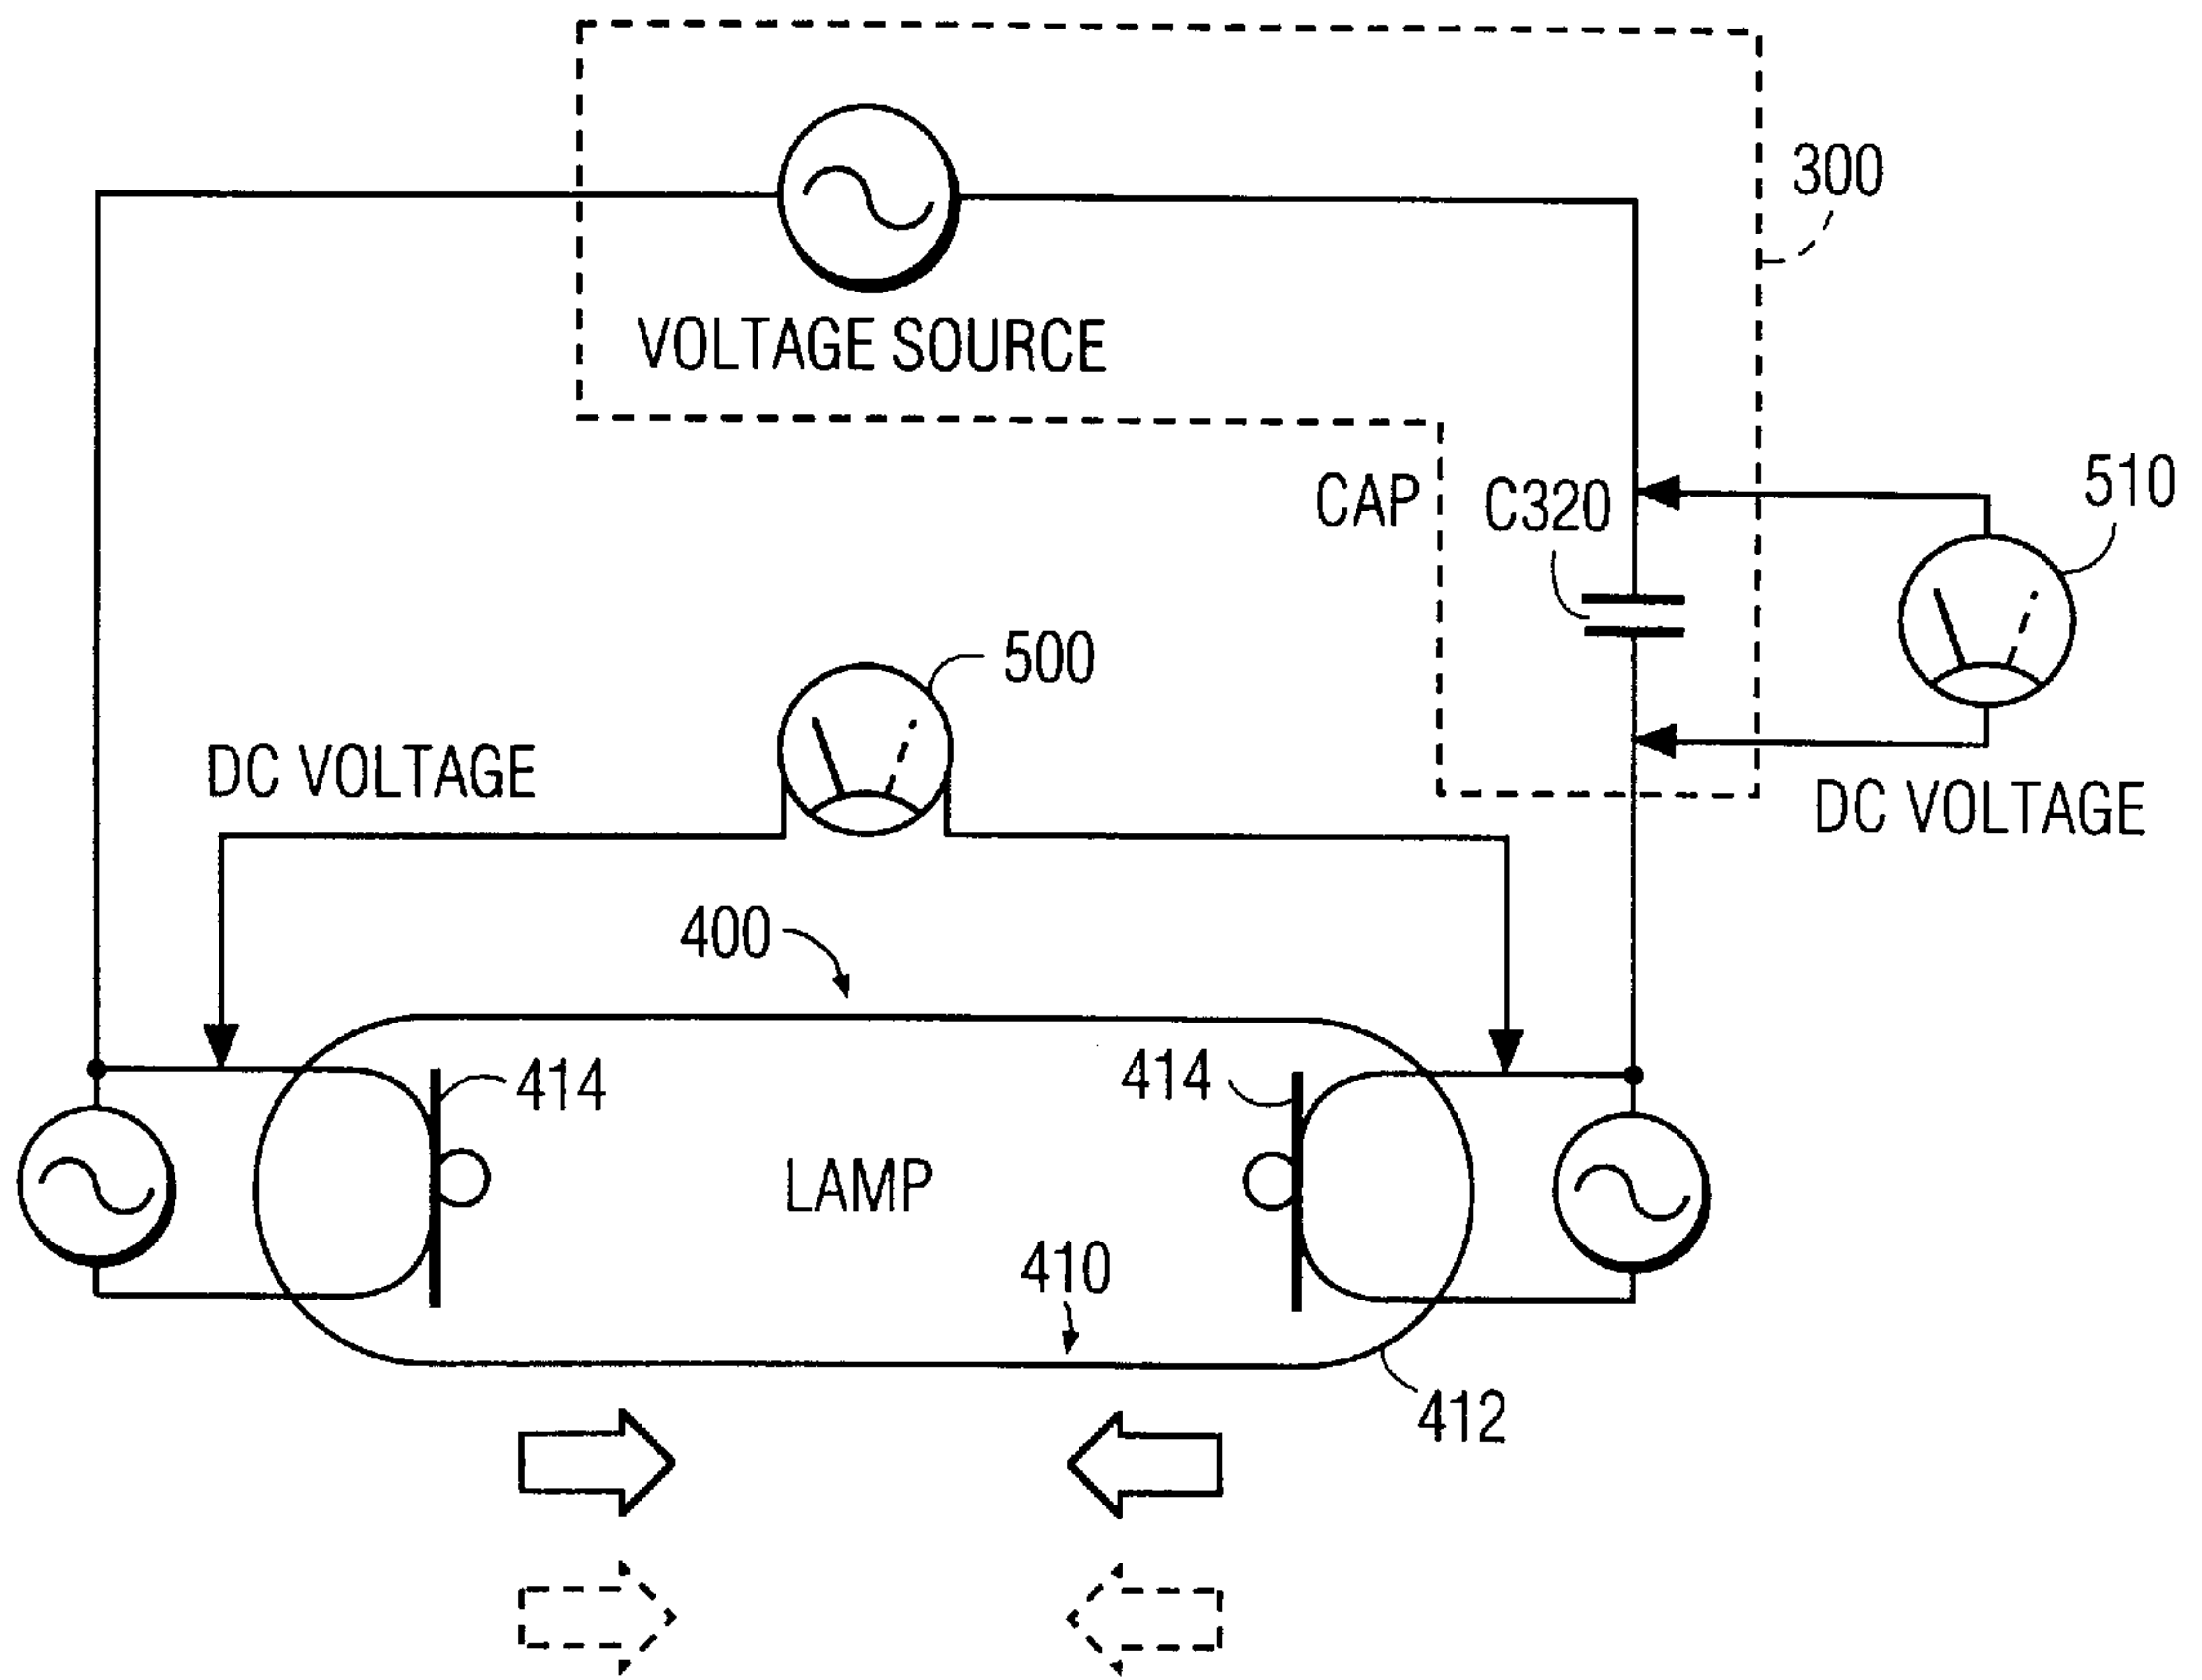 300
VOLTAGE SOURCE
CAP
C320
510
500
DC VOLTAGE
DC VOLTAGE
400
414
414
LAMP
410
412